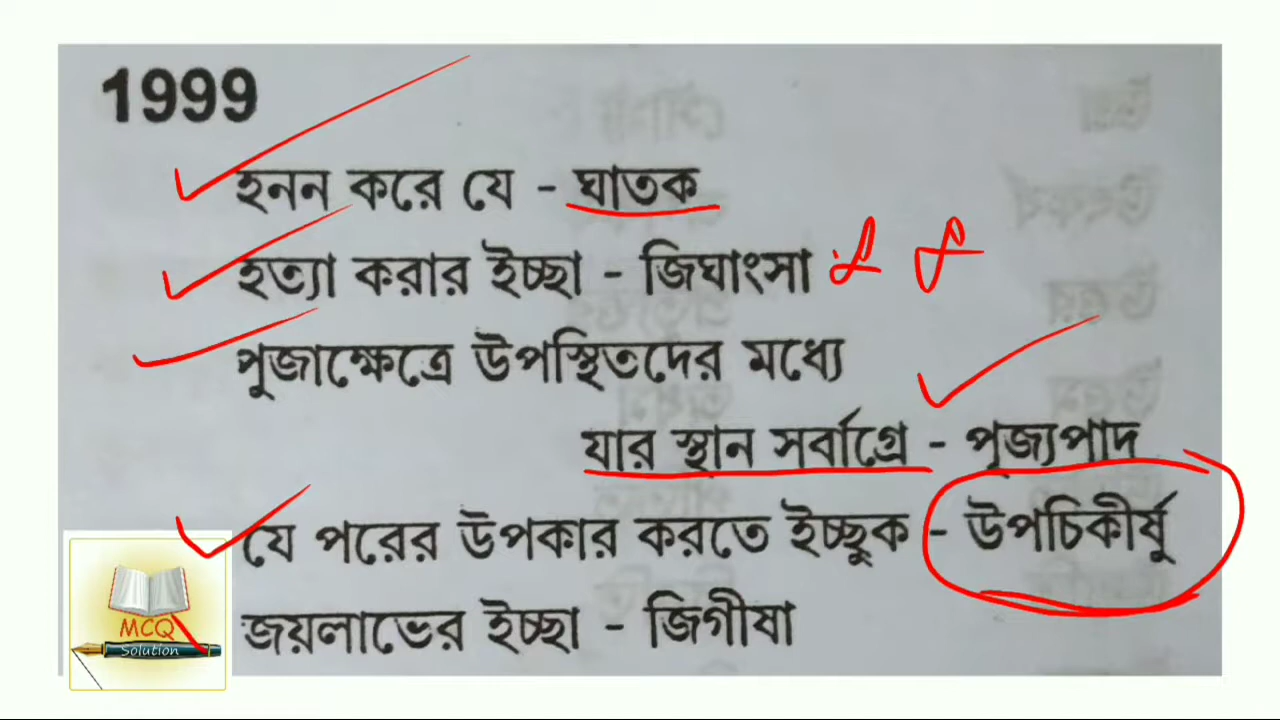 1999
হনন করে যে - ঘাতক
হত্যা করার ইচ্ছা - জিঘাংসা
পুজাক্ষেত্রে উপস্থিতদের মধ্যে
যার স্থান সর্বাগ্রে - পূজ্যপাদ
যে পরের উপকার করতে ইচ্ছুক - উপচিকীর্ষু
জয়লাভের ইচ্ছা - জিগীষা
MCQ
Solution